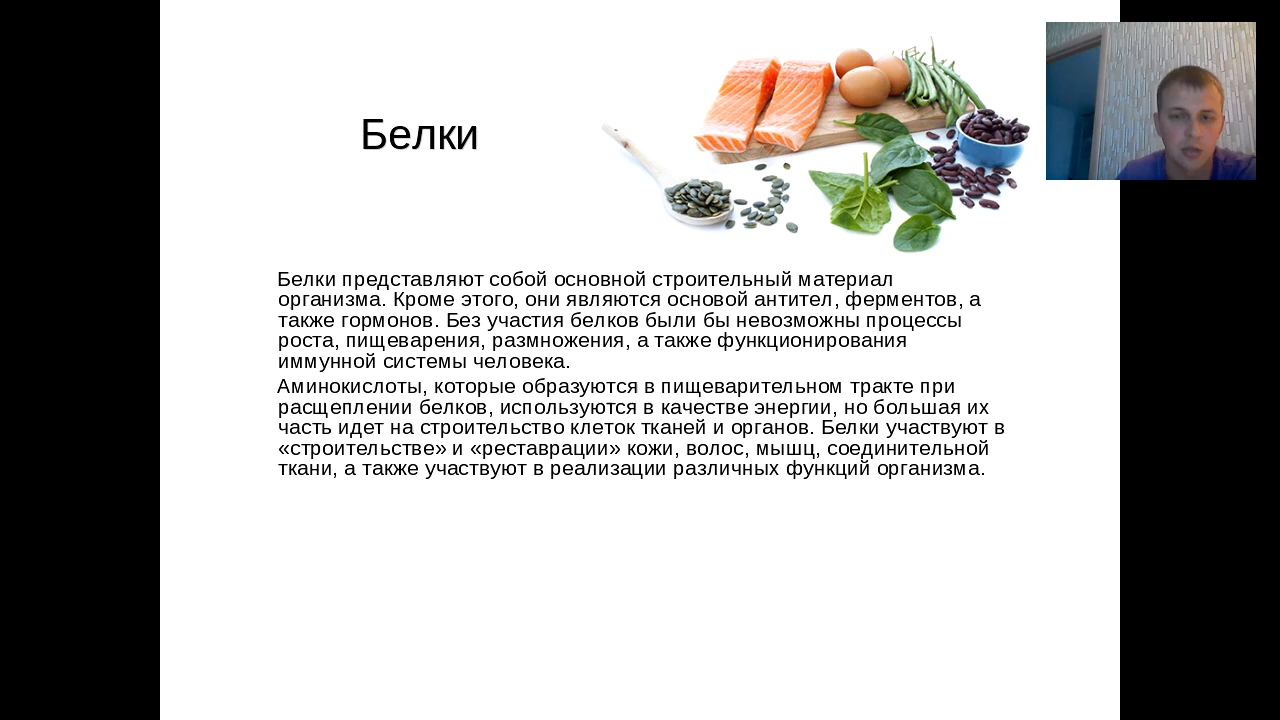 Белки
Белки представляют собой основной строительный материал
организма. Кроме этого, они являются основой антител, ферментов, а
также гормонов. Без участия белков были бы невозможны процессы
роста, пищеварения, размножения, а также функционирования
иммунной системы человека.
Аминокислоты, которые образуются в пищеварительном тракте при
расщеплении белков, используются в качестве энергии, но большая их
часть идет на строительство клеток тканей и органов. Белки участвуют в
«строительстве» и «реставрации» кожи, волос, мышц, соединительной
ткани, а также участвуют в реализации различных функций организма.